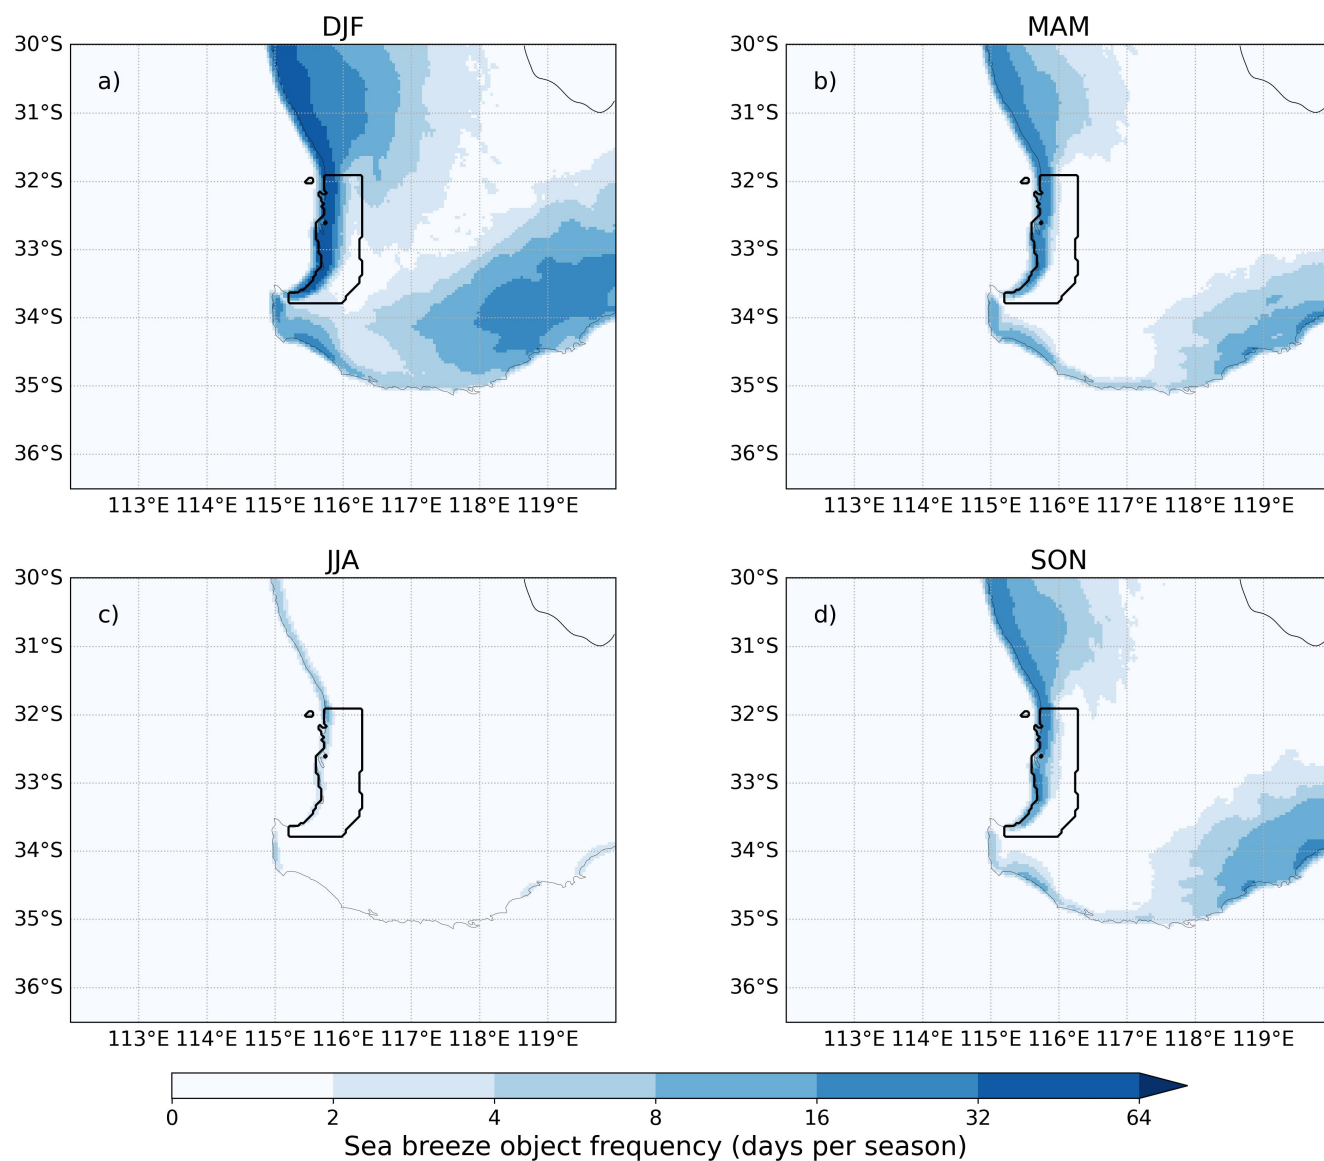 DJF
MAM
30°S
a)
31°S
32°S
33°S
34°S
35°S
36°S
113°E 114°E 115°E 116°E 117°E 118°E 119°E
30°S
b)
31°S
32°S
33°S
34°S
35°S
36°S
113°E 114°E 115°E 116°E 117°E 118°E 119°E
JJA
SON
30°S
c)
31°S
32°S
33°S
34°S
35°S
36°S
113°E 114°E 115°E 116°E 117°E 118°E 119°E
30°S
d)
31°S
32°S
33°S
34°S
35°S
36°S
113°E 114°E 115°E 116°E 117°E 118°E 119°E
0 2 4 8 16 32 64
Sea breeze object frequency (days per season)